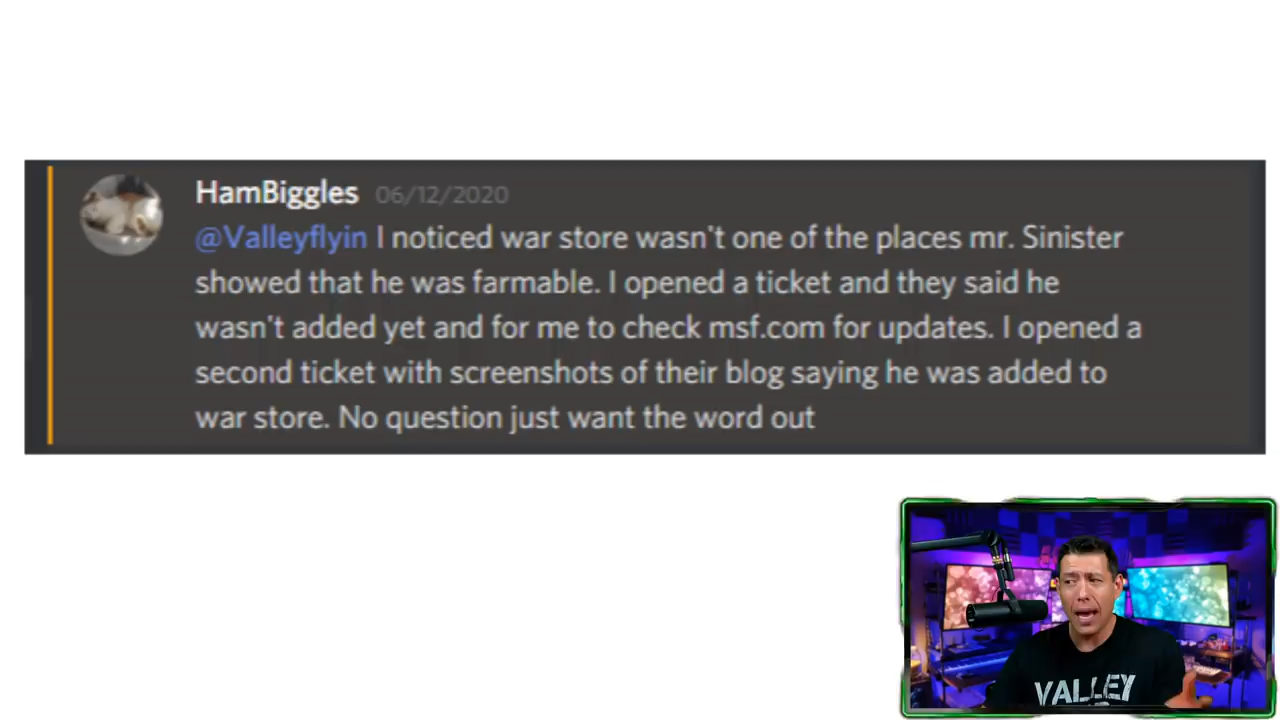 HamBiggles 06/12/2020
@Valleyflyin I noticed war store wasn't one of the places mr. Sinister
showed that he was farmable. I opened a ticket and they said he
wasn't added yet and for me to check msf.com for updates. I opened a
second ticket with screenshots of their blog saying he was added to
war store. No question just want the word out
VALLEY